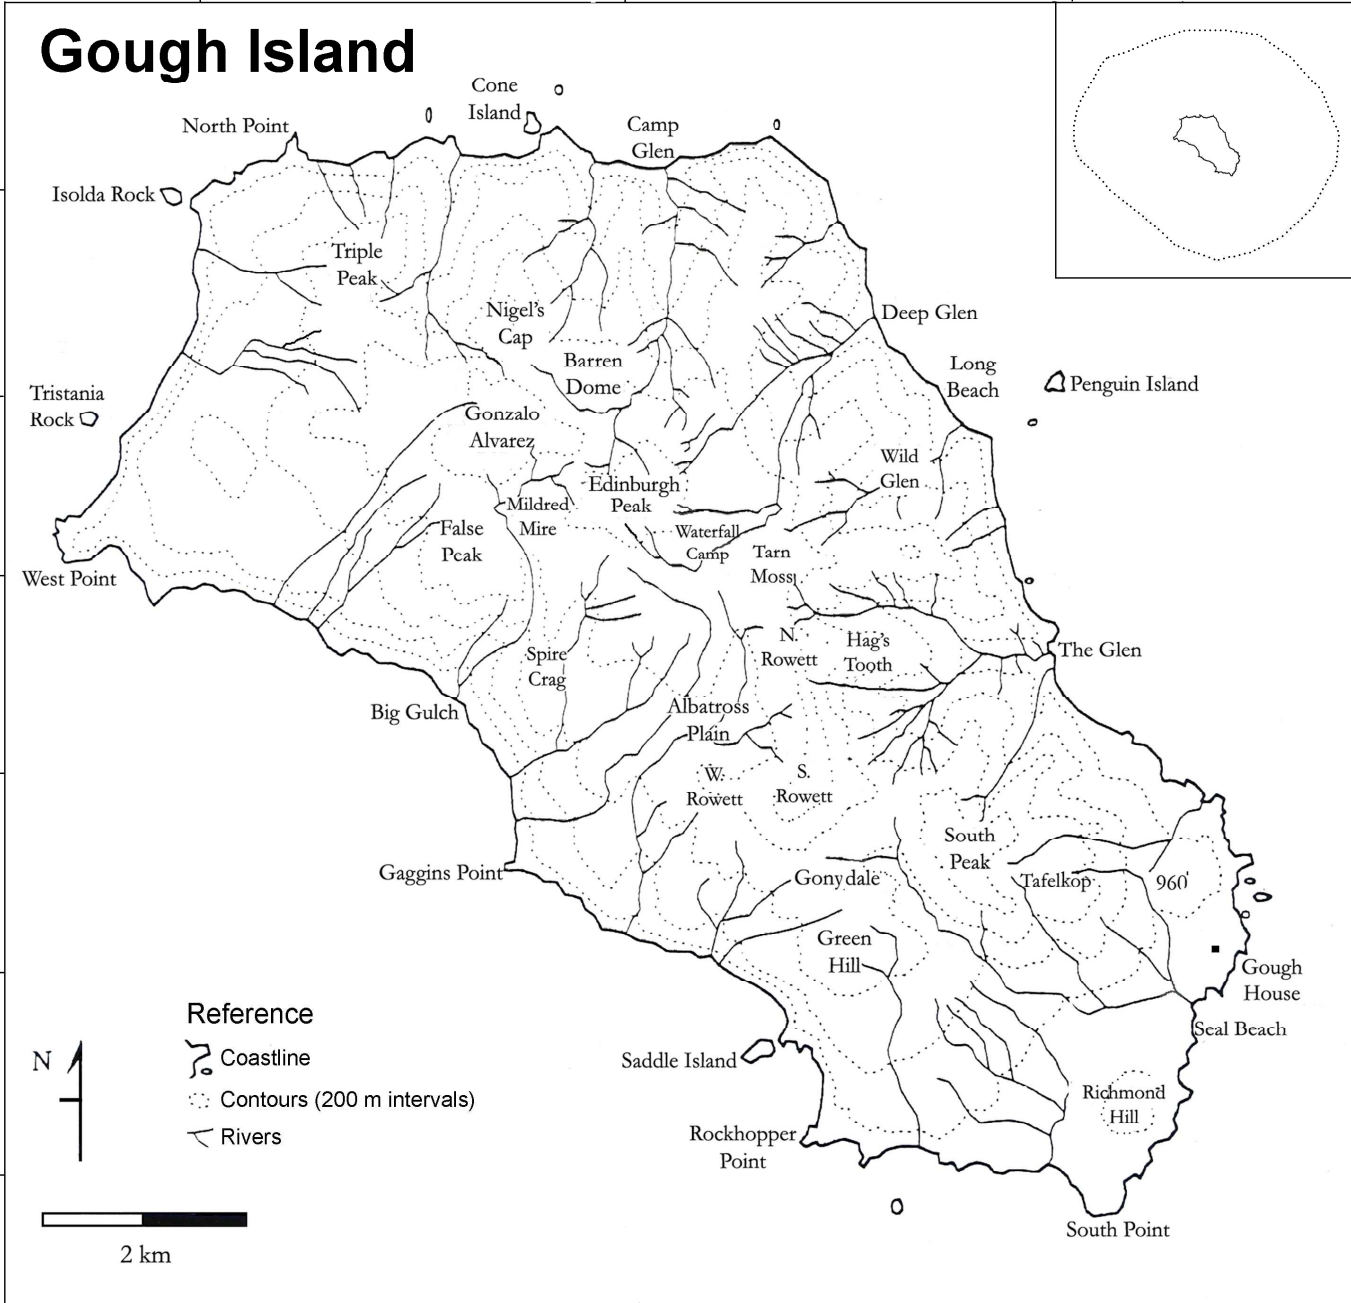 Gough Island
Cone
Island
North Point
Camp
Glen
Isolda Rock
Triple
Peak
Nigel's
Cap
Deep Glen
Barren
Dome
Long
Beach
Penguin Island
Tristania
Rock
Gonzalo
Alvarez
Wild
Glen
Edinburgh
Peak
Mildred
Mire
False
Peak
Waterfall
Camp
Tarn
Moss
West Point
N.
Rowett
Hag's
Tooth
The Glen
Spire
Crag
Big Gulch
Albatross
Plain
W.
Rowett
S.
Rowett
South
Peak
Gaggins Point
Gonydale
Tafelkop
960'
Green
Hill
Gough
House
Seal Beach
Reference
Coastline
Contours (200 m intervals)
Rivers
N
Saddle Island
Richmond
Hill
Rockhopper
Point
South Point
2 km